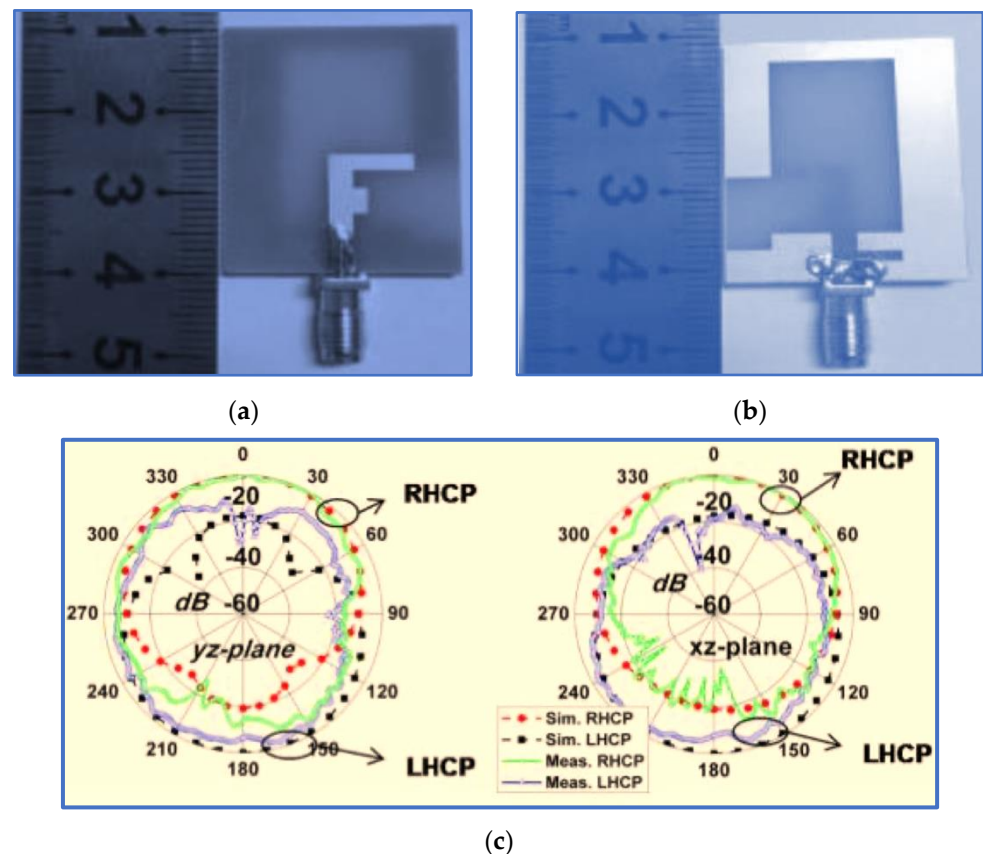 1
2
3
4
5
(a)
1
2
3
4
5
(b)
0
30
60
90
120
150
180
210
240
270
300
330
-20
-40
-60
dB
yz-plane
RHCP
LHCP
0
30
60
90
120
150
180
240
270
300
330
-20
-40
-60
dB
xz-plane
RHCP
LHCP
Sim. RHCP
Sim. LHCP
Meas. RHCP
Meas. LHCP
(c)